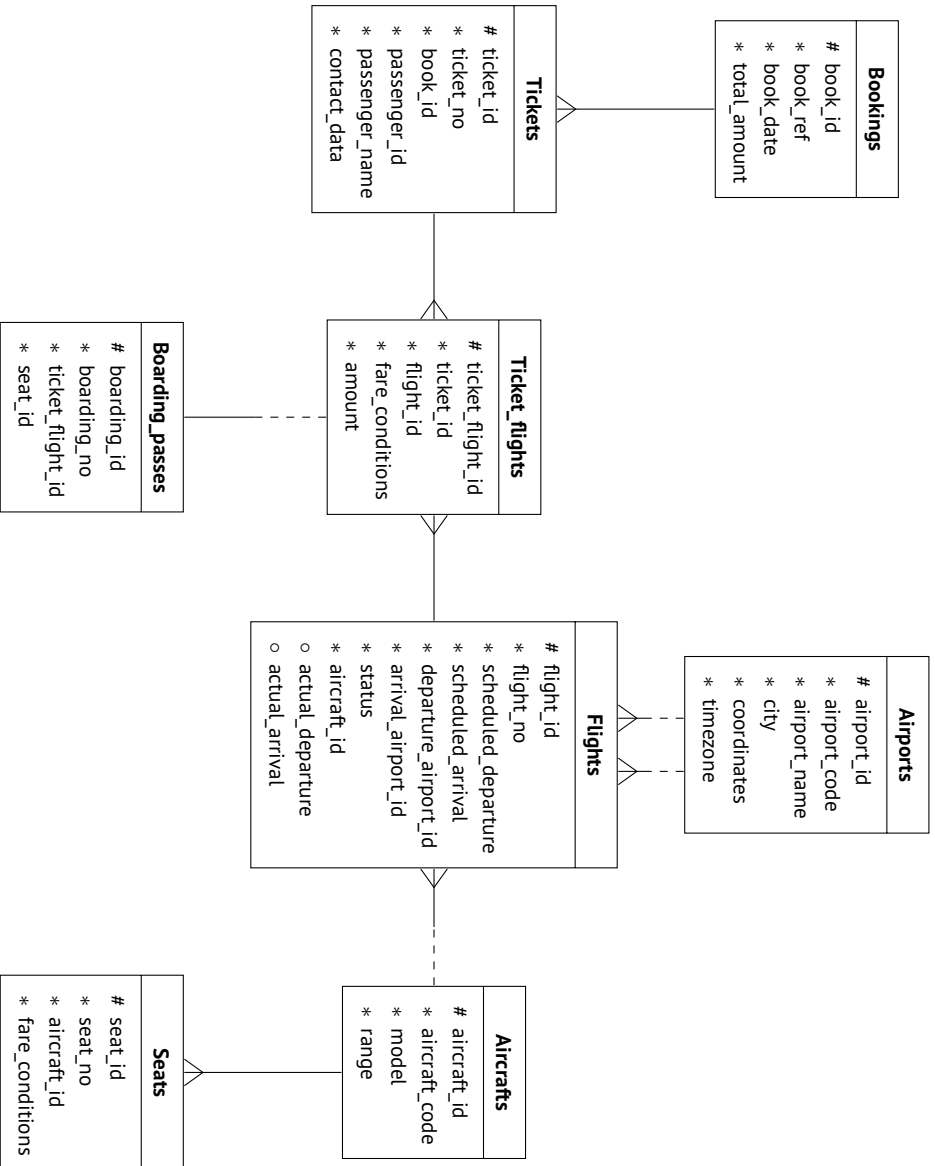 Bookings
# book_id
* book_ref
* book_date
* total_amount
Airports
# airport_id
* airport_code
* airport_name
* city
* coordinates
* timezone
Tickets
# ticket_id
* ticket_no
* book_id
* passenger_id
* passenger_name
* contact_data
Ticket_flights
# ticket_flight_id
* ticket_id
* flight_id
* fare_conditions
* amount
Flights
# flight_id
* flight_no
* scheduled_departure
* scheduled_arrival
* departure_airport_id
* arrival_airport_id
* status
* aircraft_id
o actual_departure
o actual_arrival
Aircrafts
# aircraft_id
* aircraft_code
* model
* range
Boarding_passes
# boarding_id
* boarding_no
* ticket_flight_id
* seat_id
Seats
# seat_id
* seat_no
* aircraft_id
* fare_conditions